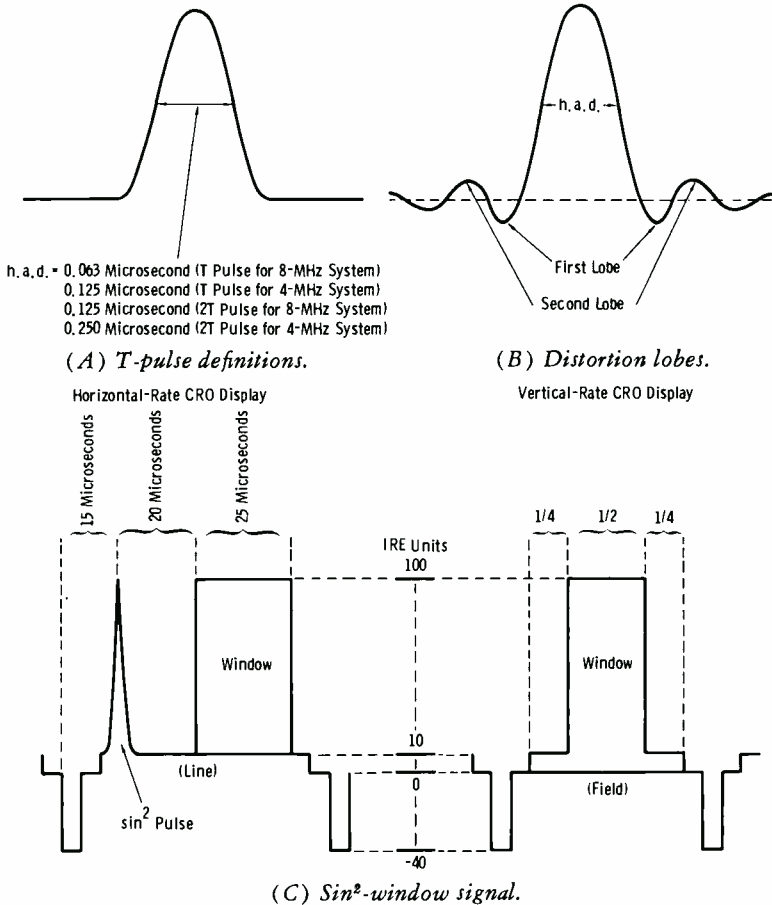 h.a.d.
h.a.d. = 0.063 Microsecond (T Pulse for 8-MHz System)
0.125 Microsecond (T Pulse for 4-MHz System)
0.125 Microsecond (2T Pulse for 8-MHz System)
0.250 Microsecond (2T Pulse for 4-MHz System)
First Lobe
Second Lobe
(A) T-pulse definitions.
(B) Distortion lobes.
Horizontal-Rate CRO Display
Vertical-Rate CRO Display
15 Microseconds
20 Microseconds
25 Microseconds
1/4
1/2
1/4
IRE Units
100
Window
Window
10
(Line)
0
(Field)
sin² Pulse
-40
(C) Sin²-window signal.